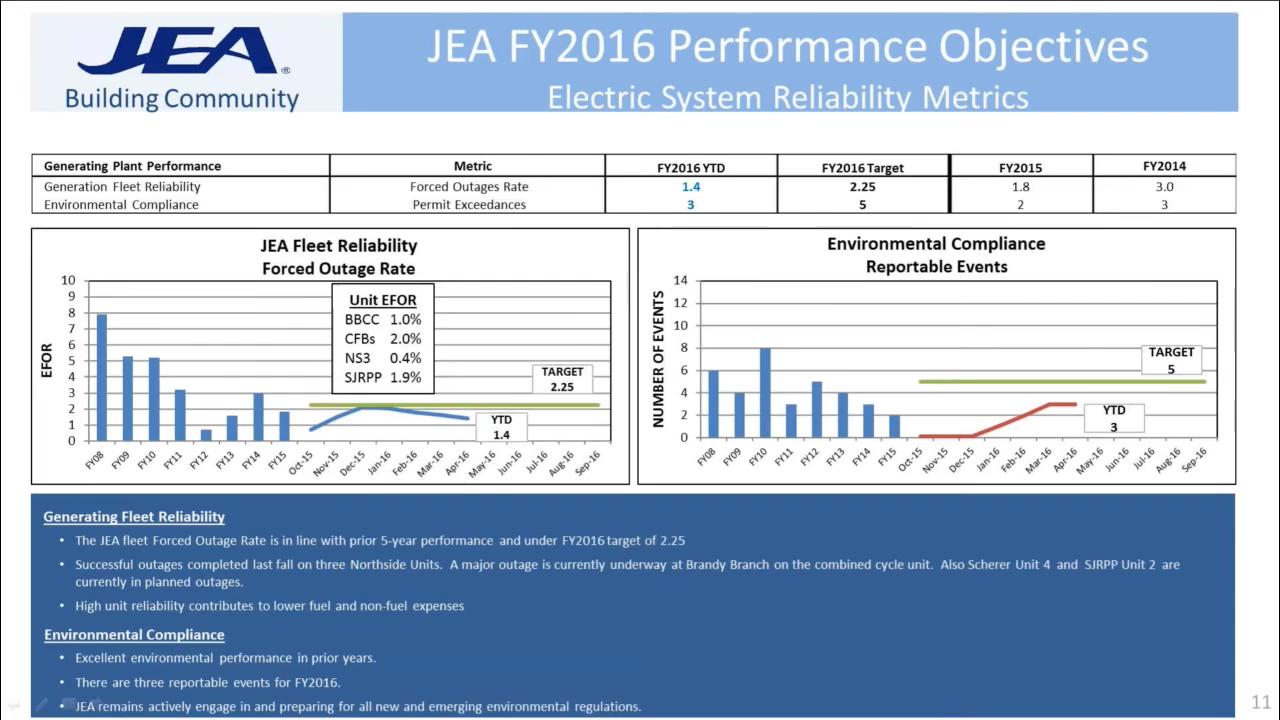 JEA®
Building Community
JEA FY2016 Performance Objectives
Electric System Reliability Metrics
Generating Plant Performance Metric FY2016 YTD FY2016 Target FY2015 FY2014
Generation Fleet Reliability Forced Outages Rate 1.4 2.25 1.8 3.0
Environmental Compliance Permit Exceedances 3 5 2 3
JEA Fleet Reliability
Forced Outage Rate
10
9
8
7
6
5
4
3
2
1
0
EFOR
Unit EFOR
BBCC 1.0%
CFBs 2.0%
NS3 0.4%
SJRPP 1.9%
TARGET
2.25
YTD
1.4
FY08 FY09 FY10 FY11 FY12 FY13 FY14 FY15 Oct-15 Nov-15 Dec-15 Jan-16 Feb-16 Mar-16 Apr-16 May-16 Jun-16 Jul-16 Aug-16 Sep-16
Environmental Compliance
Reportable Events
14
12
10
8
6
4
2
0
NUMBER OF EVENTS
TARGET
5
YTD
3
FY08 FY09 FY10 FY11 FY12 FY13 FY14 FY15 Oct-15 Nov-15 Dec-15 Jan-16 Feb-16 Mar-16 Apr-16 May-16 Jun-16 Jul-16 Aug-16 Sep-16
Generating Fleet Reliability
• The JEA fleet Forced Outage Rate is in line with prior 5-year performance and under FY2016 target of 2.25
• Successful outages completed last fall on three Northside Units. A major outage is currently underway at Brandy Branch on the combined cycle unit. Also Scherer Unit 4 and SJRPP Unit 2 are
currently in planned outages.
• High unit reliability contributes to lower fuel and non-fuel expenses
Environmental Compliance
• Excellent environmental performance in prior years.
• There are three reportable events for FY2016.
• JEA remains actively engage in and preparing for all new and emerging environmental regulations.
11